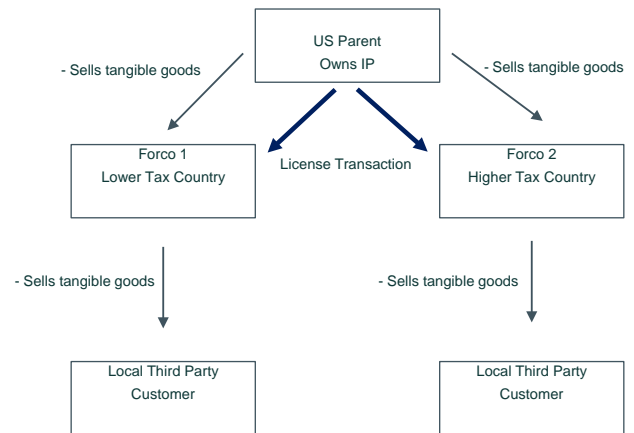 US Parent
Owns IP
- Sells tangible goods
- Sells tangible goods
Forco 1
Lower Tax Country
License Transaction
Forco 2
Higher Tax Country
- Sells tangible goods
- Sells tangible goods
Local Third Party
Customer
Local Third Party
Customer